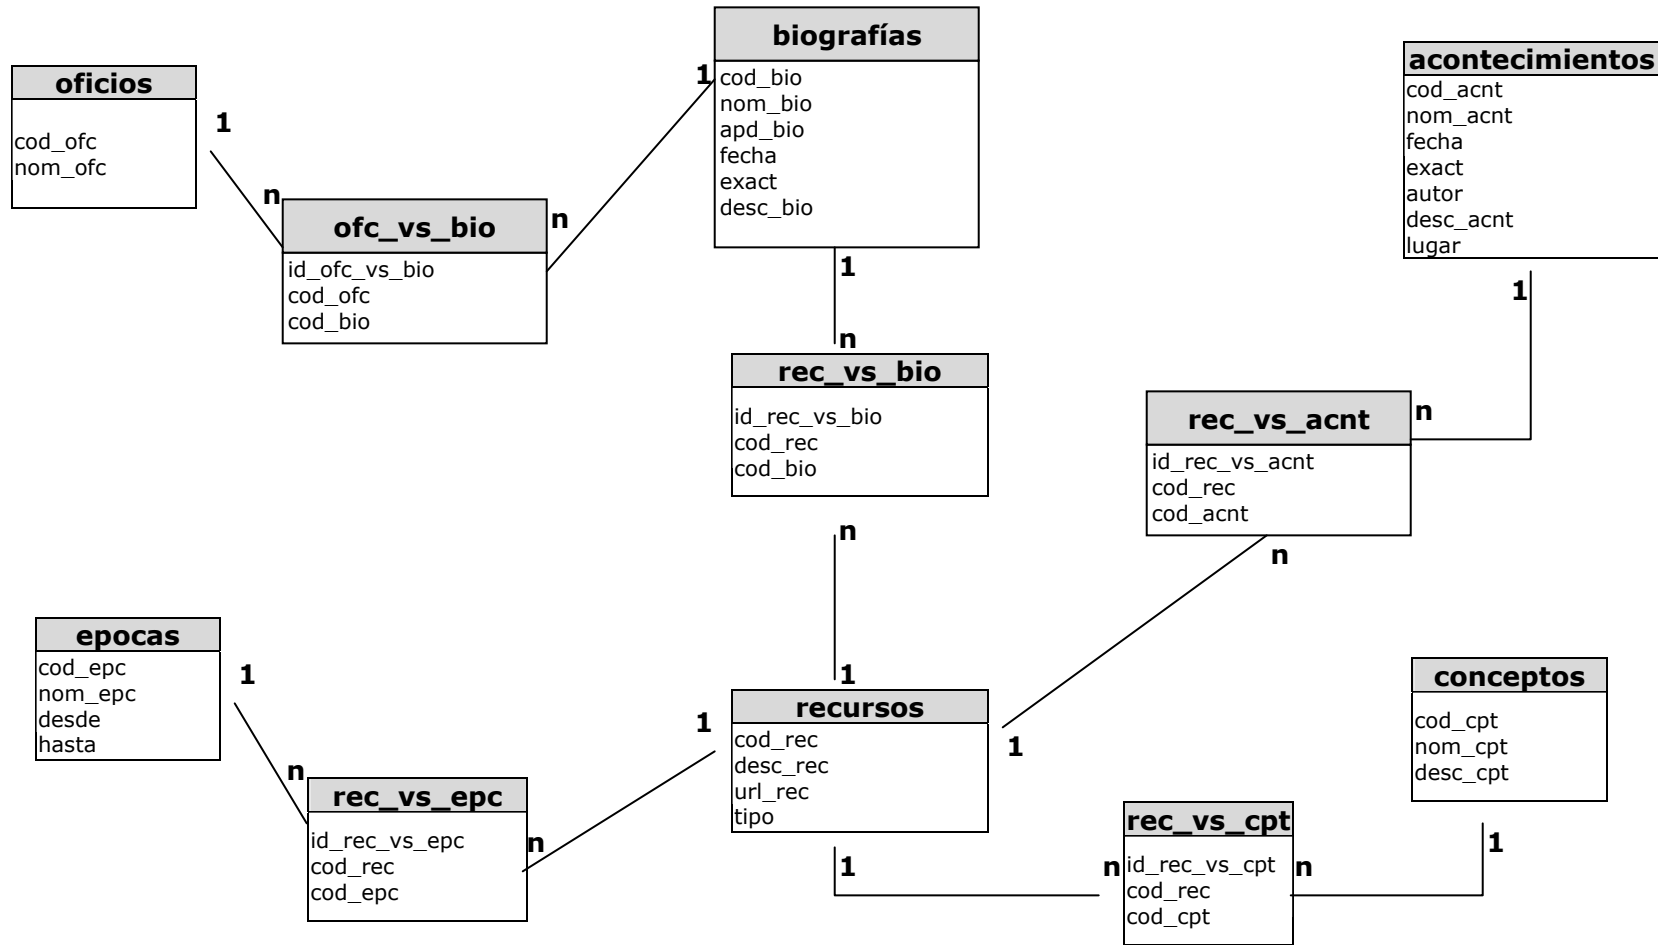 oficios
cod_ofc
nom_ofc
1
n
ofc_vs_bio
id_ofc_vs_bio
cod_ofc
cod_bio
n
1
biografías
cod_bio
nom_bio
apd_bio
fecha
exact
desc_bio
1
n
rec_vs_bio
id_rec_vs_bio
cod_rec
cod_bio
n
1
acontecimientos
cod_acnt
nom_acnt
fecha
exact
autor
desc_acnt
lugar
1
n
rec_vs_acnt
id_rec_vs_acnt
cod_rec
cod_acnt
n
1
epocas
cod_epc
nom_epc
desde
hasta
1
n
rec_vs_epc
id_rec_vs_epc
cod_rec
cod_epc
n
1
recursos
cod_rec
desc_rec
url_rec
tipo
1
n
rec_vs_cpt
id_rec_vs_cpt
cod_rec
cod_cpt
n
1
conceptos
cod_cpt
nom_cpt
desc_cpt